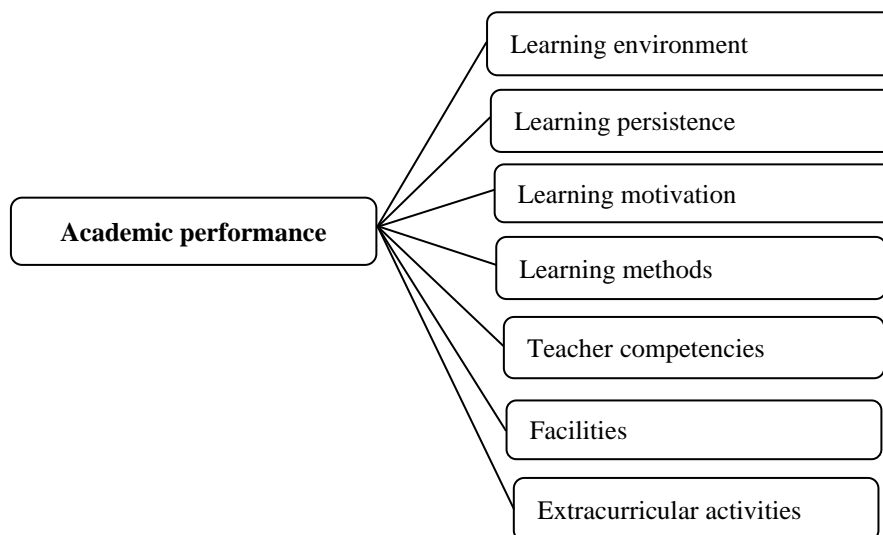 Learning environment
Learning persistence
Learning motivation
Academic performance
Learning methods
Teacher competencies
Facilities
Extracurricular activities